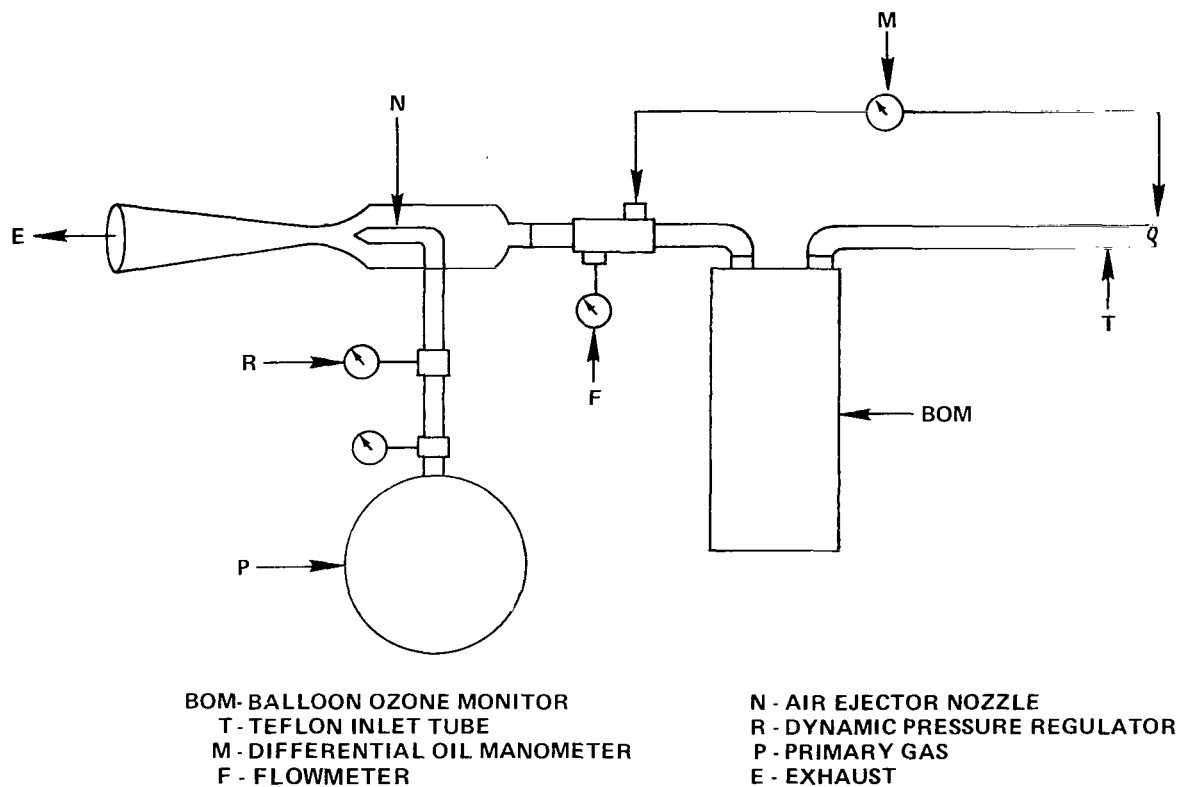 M
N
E
Q
T
R
F
BOM
P
BOM- BALLOON OZONE MONITOR
T - TEFLON INLET TUBE
M - DIFFERENTIAL OIL MANOMETER
F - FLOWMETER
N - AIR EJECTOR NOZZLE
R - DYNAMIC PRESSURE REGULATOR
P - PRIMARY GAS
E - EXHAUST